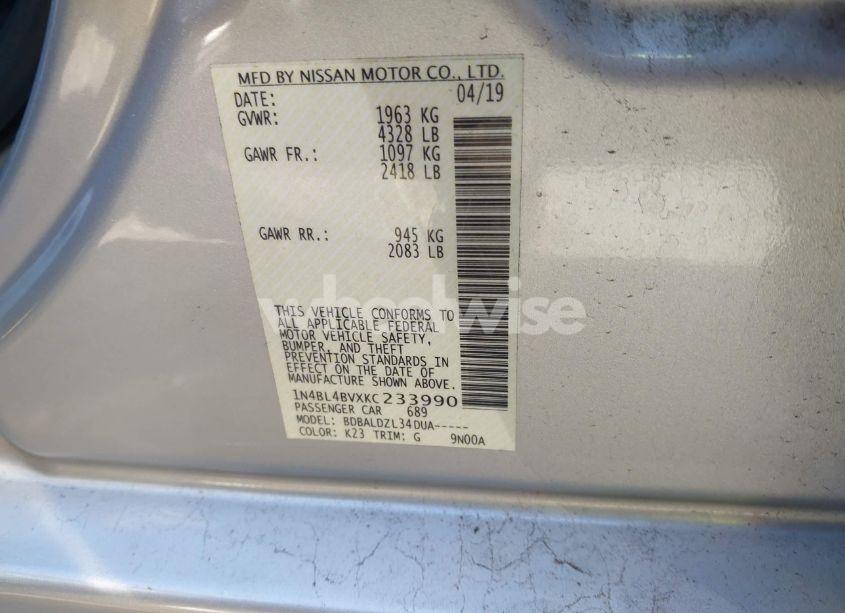 MFD BY NISSAN MOTOR CO., LTD.
DATE: 04/19
GVWR: 1963 KG
4328 LB
GAWR FR.: 1097 KG
2418 LB
GAWR RR.: 945 KG
2083 LB
wheelwise
THIS VEHICLE CONFORMS TO
ALL APPLICABLE FEDERAL
MOTOR VEHICLE SAFETY,
BUMPER, AND THEFT
PREVENTION STANDARDS IN
EFFECT ON THE DATE OF
MANUFACTURE SHOWN ABOVE.
1N4BL4BVXKC233990
PASSENGER CAR 689
MODEL: BDBALDZL34DUA-----
COLOR: K23 TRIM: G 9N00A